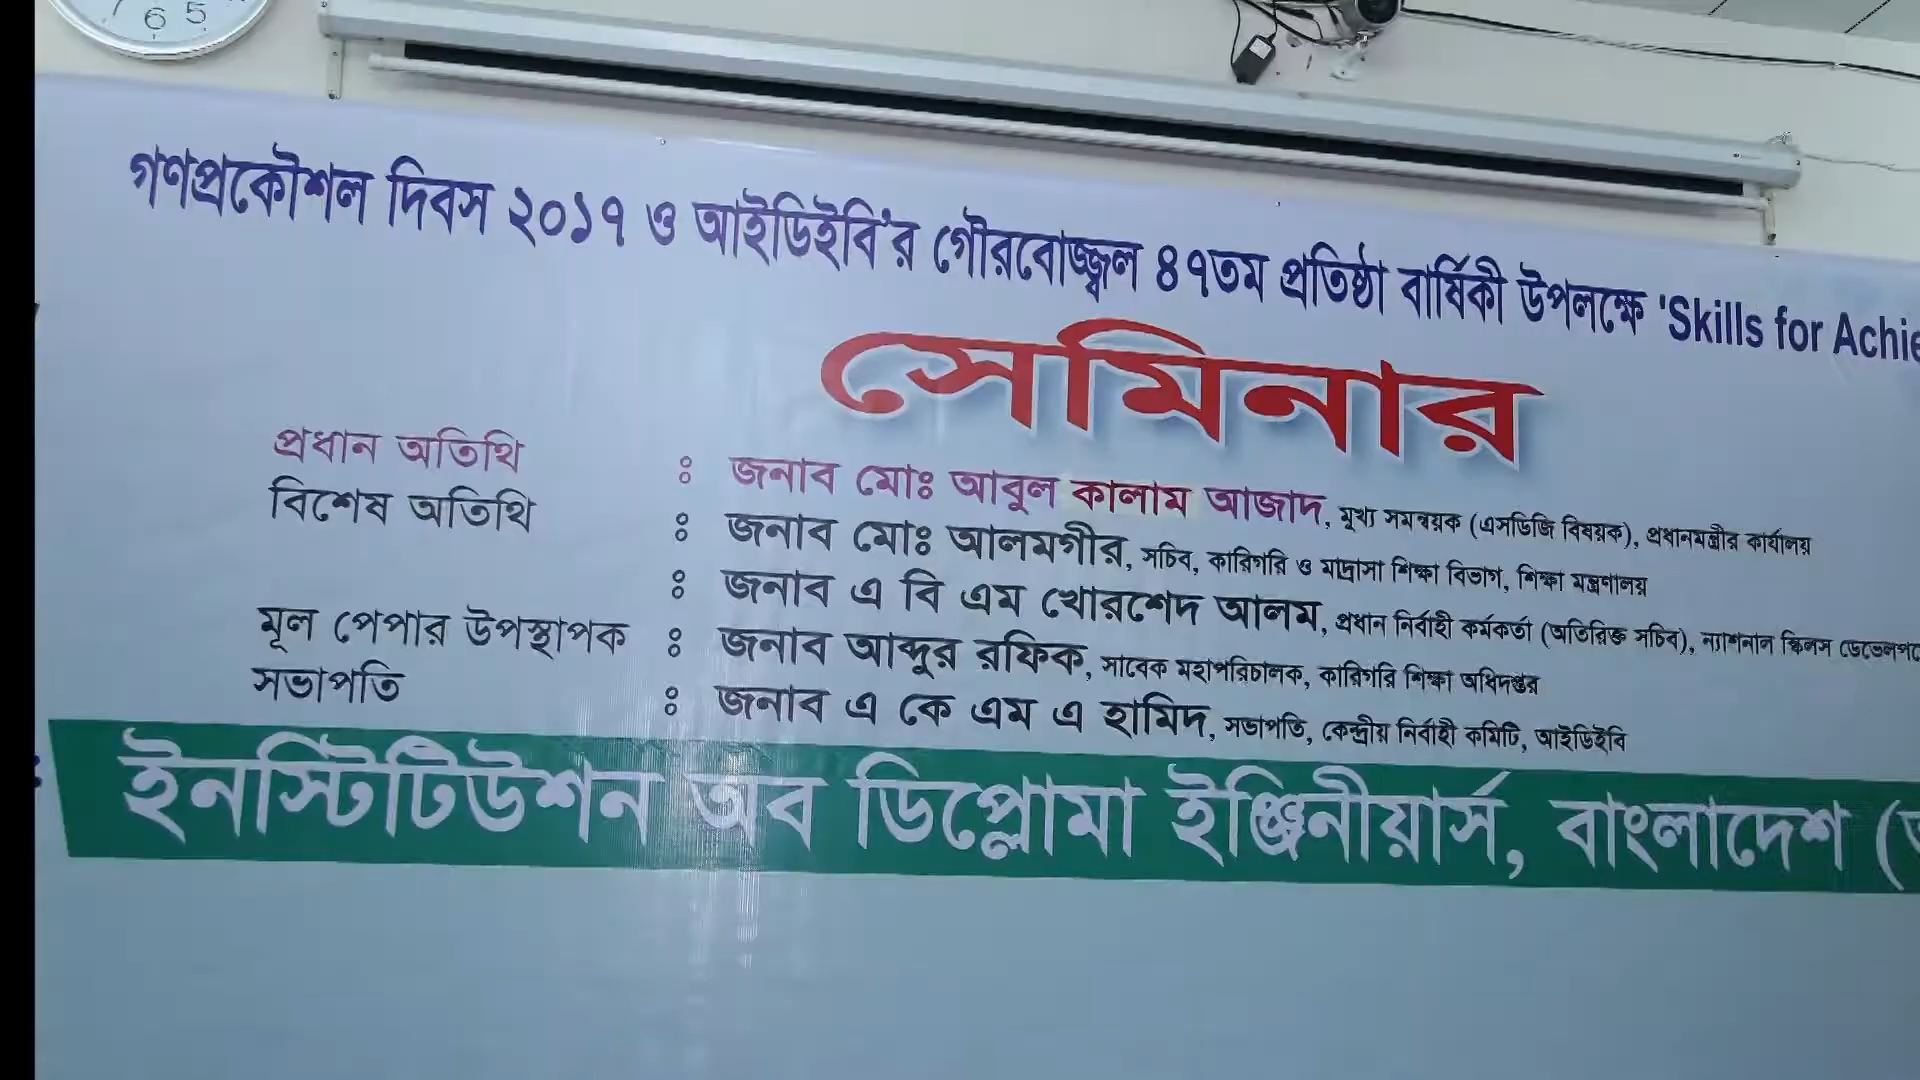 6 5
গণপ্রকৌশল দিবস ২০১৭ ও আইডিইবি'র গৌরবোজ্জ্বল ৪৭তম প্রতিষ্ঠা বার্ষিকী উপলক্ষে 'Skills for Achie
সেমিনার
প্রধান অতিথি : জনাব মোঃ আবুল কালাম আজাদ, মুখ্য সমন্বয়ক (এসডিজি বিষয়ক), প্রধানমন্ত্রীর কার্যালয়
বিশেষ অতিথি : জনাব মোঃ আলমগীর, সচিব, কারিগরি ও মাদ্রাসা শিক্ষা বিভাগ, শিক্ষা মন্ত্রণালয়
: জনাব এ বি এম খোরশেদ আলম, প্রধান নির্বাহী কর্মকর্তা (অতিরিক্ত সচিব), ন্যাশনাল স্কিলস ডেভেলপ
মূল পেপার উপস্থাপক : জনাব আব্দুর রফিক, সাবেক মহাপরিচালক, কারিগরি শিক্ষা অধিদপ্তর
সভাপতি : জনাব এ কে এম এ হামিদ, সভাপতি, কেন্দ্রীয় নির্বাহী কমিটি, আইডিইবি
ইনস্টিটিউশন অব ডিপ্লোমা ইঞ্জিনীয়ার্স, বাংলাদেশ (